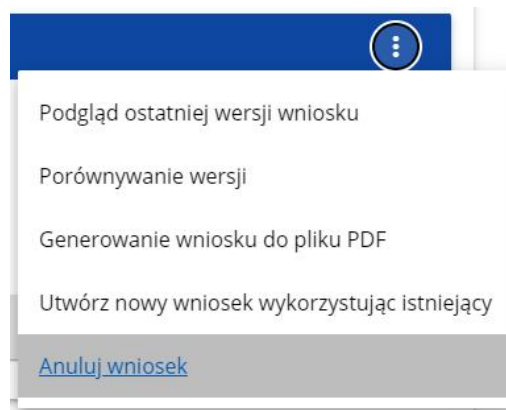 Podgląd ostatniej wersji wniosku
Porównywanie wersji
Generowanie wniosku do pliku PDF
Utwórz nowy wniosek wykorzystując istniejący
Anuluj wniosek